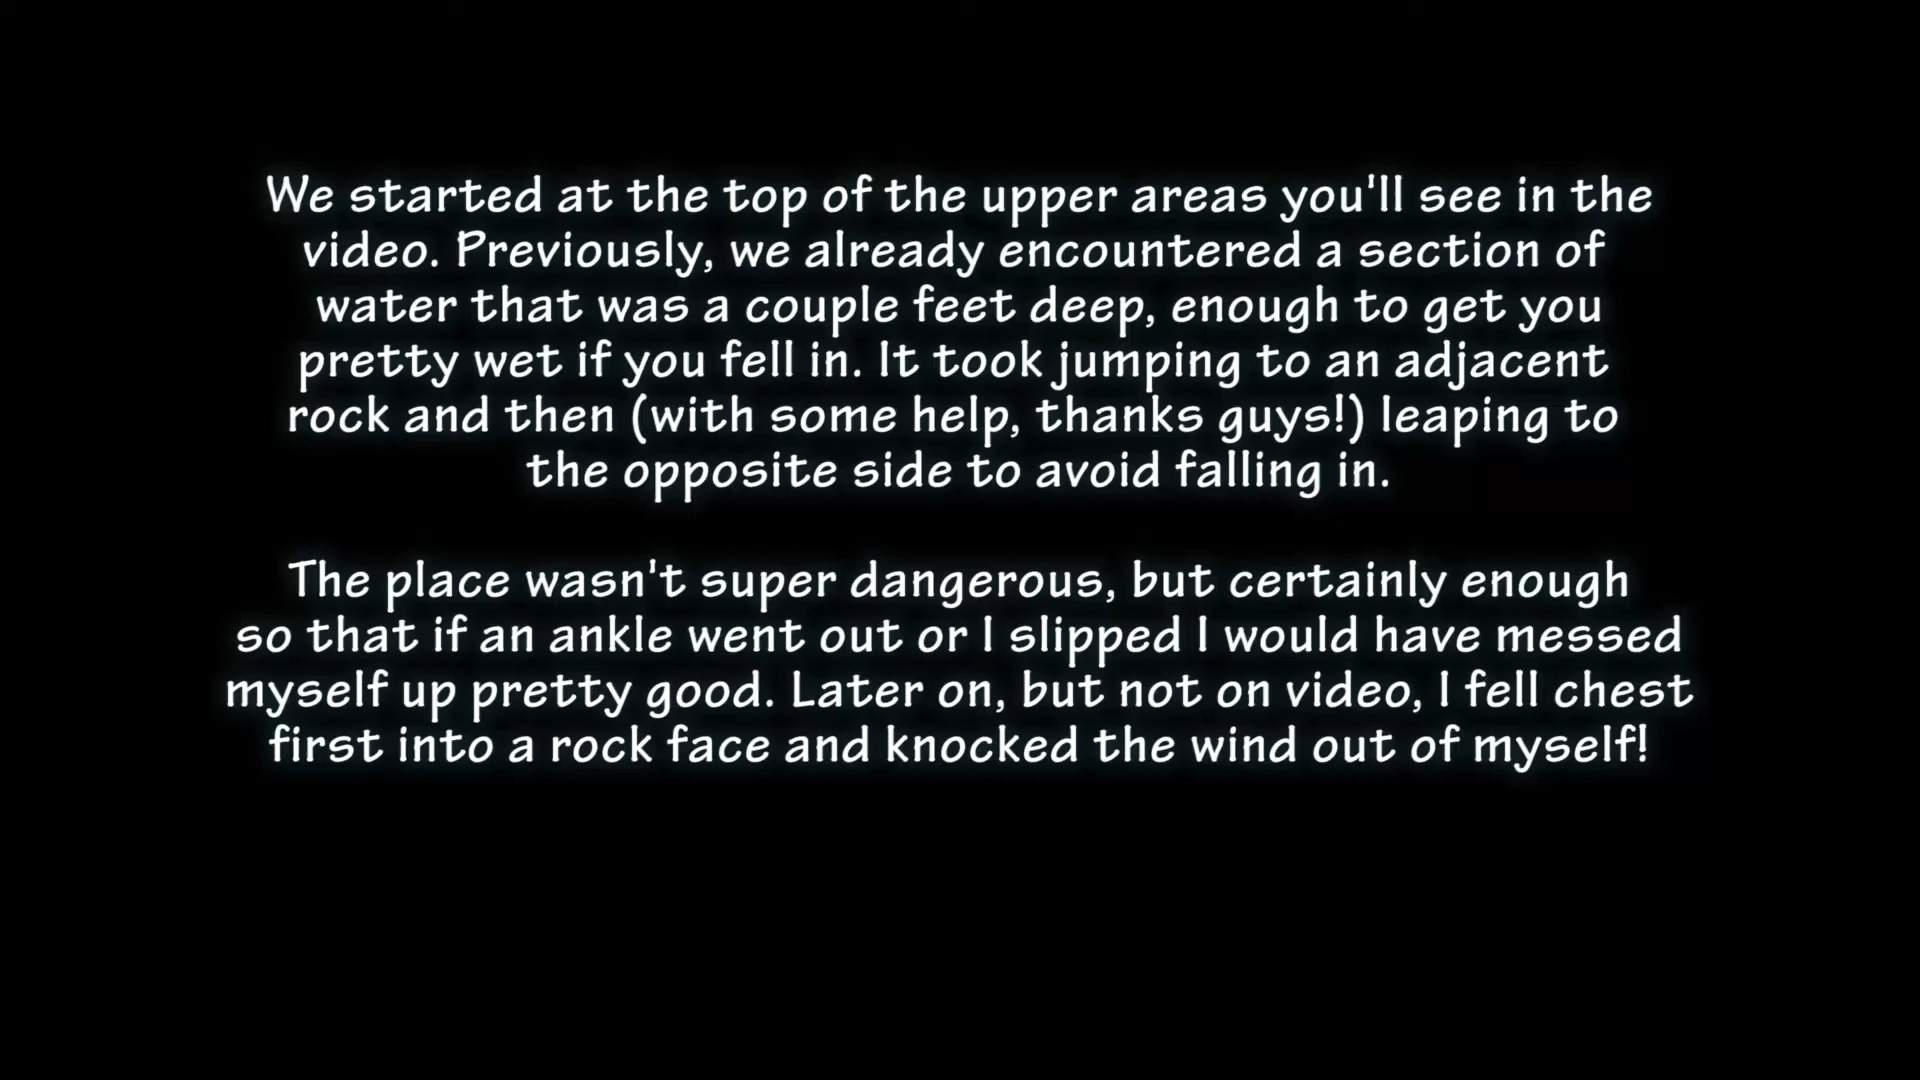 We started at the top of the upper areas you'll see in the
video. Previously, we already encountered a section of
water that was a couple feet deep, enough to get you
pretty wet if you fell in. It took jumping to an adjacent
rock and then (with some help, thanks guys!) leaping to
the opposite side to avoid falling in.
The place wasn't super dangerous, but certainly enough
so that if an ankle went out or I slipped I would have messed
myself up pretty good. Later on, but not on video, I fell chest
first into a rock face and knocked the wind out of myself!